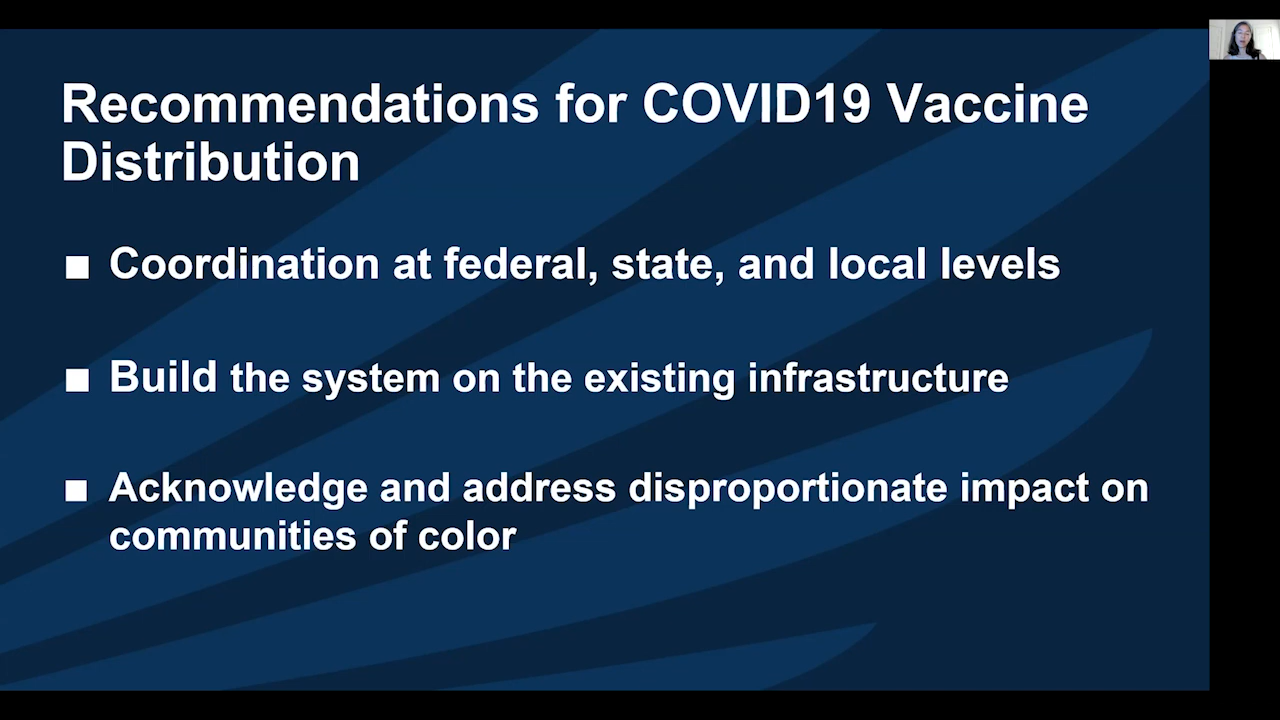 Recommendations for COVID19 Vaccine
Distribution
■ Coordination at federal, state, and local levels
■ Build the system on the existing infrastructure
■ Acknowledge and address disproportionate impact on
communities of color